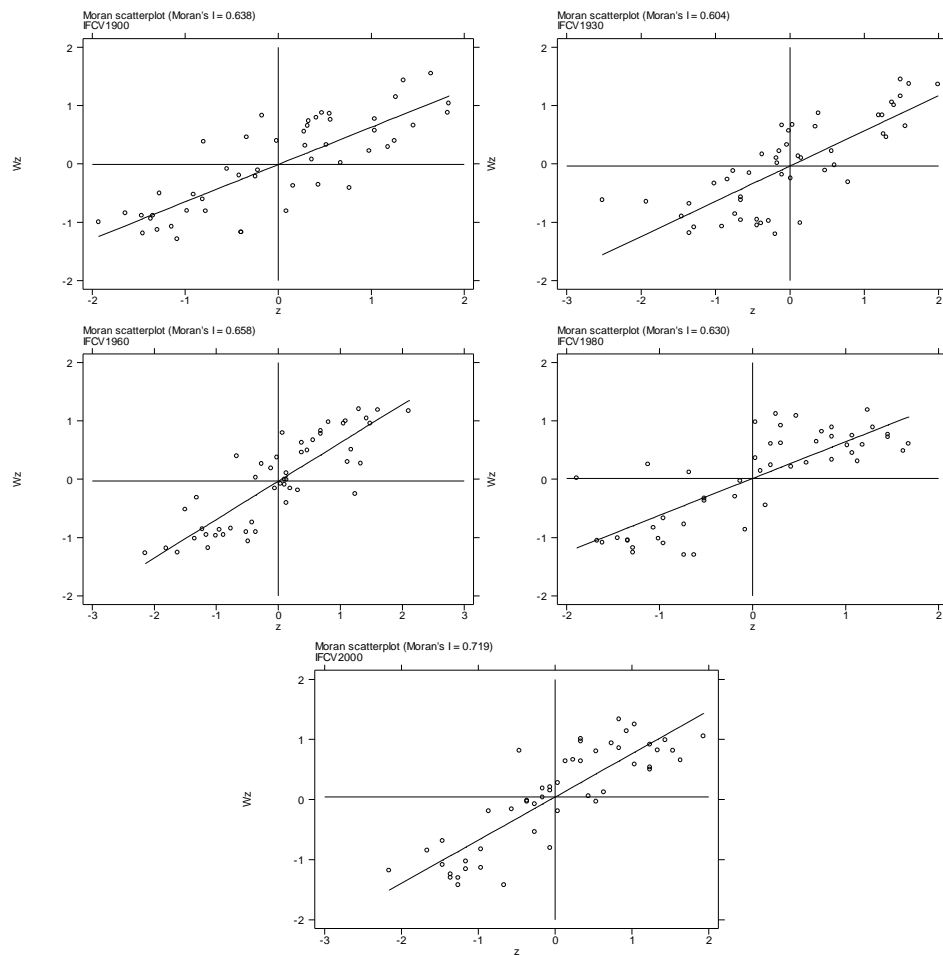 Moran scatterplot (Moran's I = 0.638)
IFCV1900
Wz
2
1
0
-1
-2
-2
-1
0
1
2
z
Moran scatterplot (Moran's I = 0.604)
IFCV1930
Wz
2
1
0
-1
-2
-3
-2
-1
0
1
2
z
Moran scatterplot (Moran's I = 0.658)
IFCV1960
Wz
2
1
0
-1
-2
-3
-2
-1
0
1
2
3
z
Moran scatterplot (Moran's I = 0.630)
IFCV1980
Wz
2
1
0
-1
-2
-2
-1
0
1
2
z
Moran scatterplot (Moran's I = 0.719)
IFCV2000
Wz
2
1
0
-1
-2
-3
-2
-1
0
1
2
z